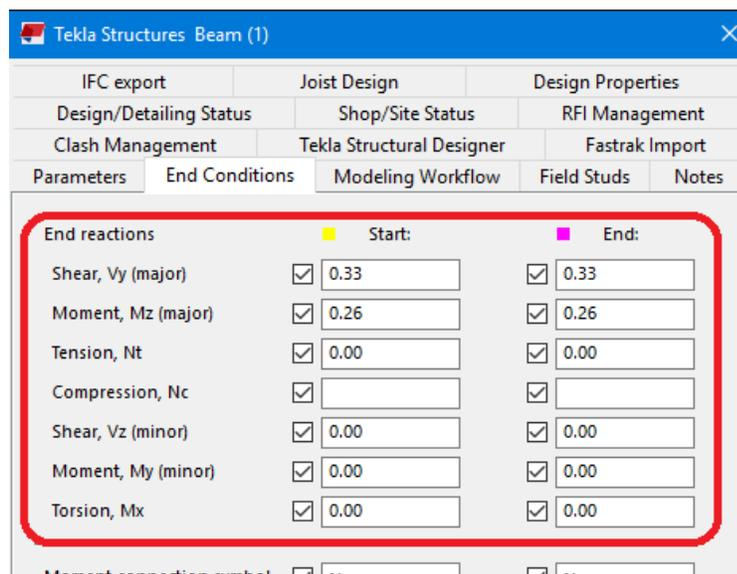 Tekla Structures Beam (1)
IFC export Joist Design Design Properties
Design/Detailing Status Shop/Site Status RFI Management
Clash Management Tekla Structural Designer Fastrak Import
Parameters End Conditions Modeling Workflow Field Studs Notes
End reactions Start: End:
Shear, Vy (major) 0.33 0.33
Moment, Mz (major) 0.26 0.26
Tension, Nt 0.00 0.00
Compression, Nc
Shear, Vz (minor) 0.00 0.00
Moment, My (minor) 0.00 0.00
Torsion, Mx 0.00 0.00
Moment connection symbol